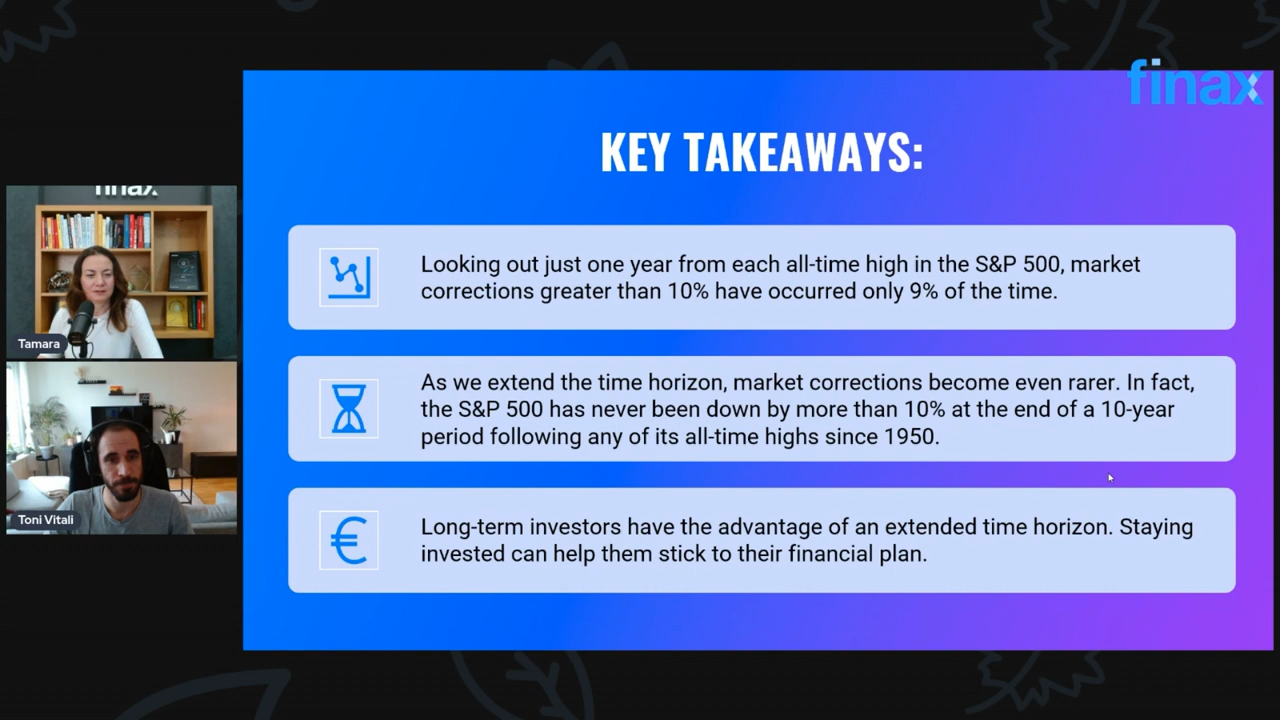 finax
KEY TAKEAWAYS:
Looking out just one year from each all-time high in the S&P 500, market
corrections greater than 10% have occurred only 9% of the time.
As we extend the time horizon, market corrections become even rarer. In fact,
the S&P 500 has never been down by more than 10% at the end of a 10-year
period following any of its all-time highs since 1950.
€
Long-term investors have the advantage of an extended time horizon. Staying
invested can help them stick to their financial plan.
finax
Tamara
Toni Vitali